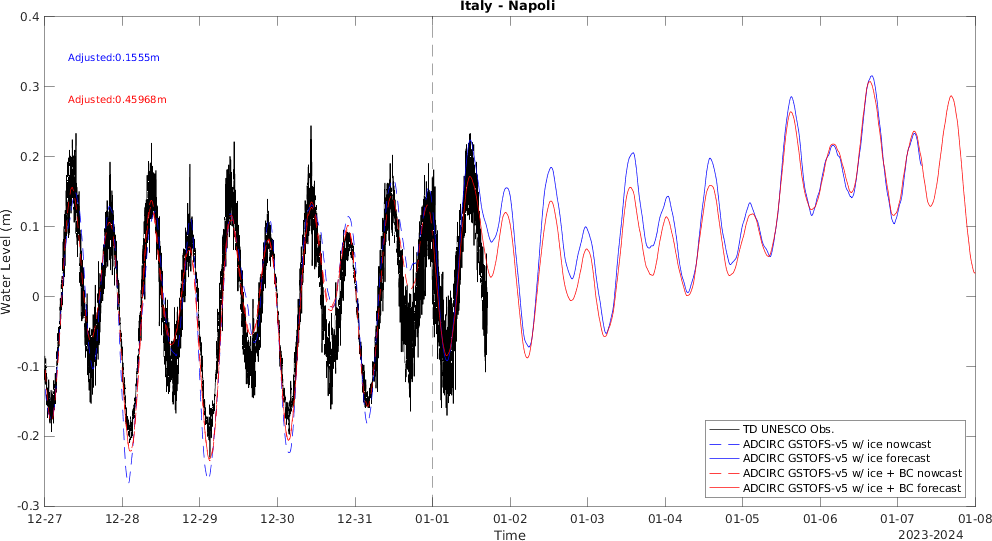 Italy - Napoli
Adjusted:0.1555m
Adjusted:0.45968m
Water Level (m)
0.4
0.3
0.2
0.1
0
-0.1
-0.2
-0.3
TD UNESCO Obs.
ADCIRC GSTOFS-v5 w/ ice nowcast
ADCIRC GSTOFS-v5 w/ ice forecast
ADCIRC GSTOFS-v5 w/ ice + BC nowcast
ADCIRC GSTOFS-v5 w/ ice + BC forecast
12-27 12-28 12-29 12-30 12-31 01-01 01-02 01-03 01-04 01-05 01-06 01-07 01-08
Time
2023-2024